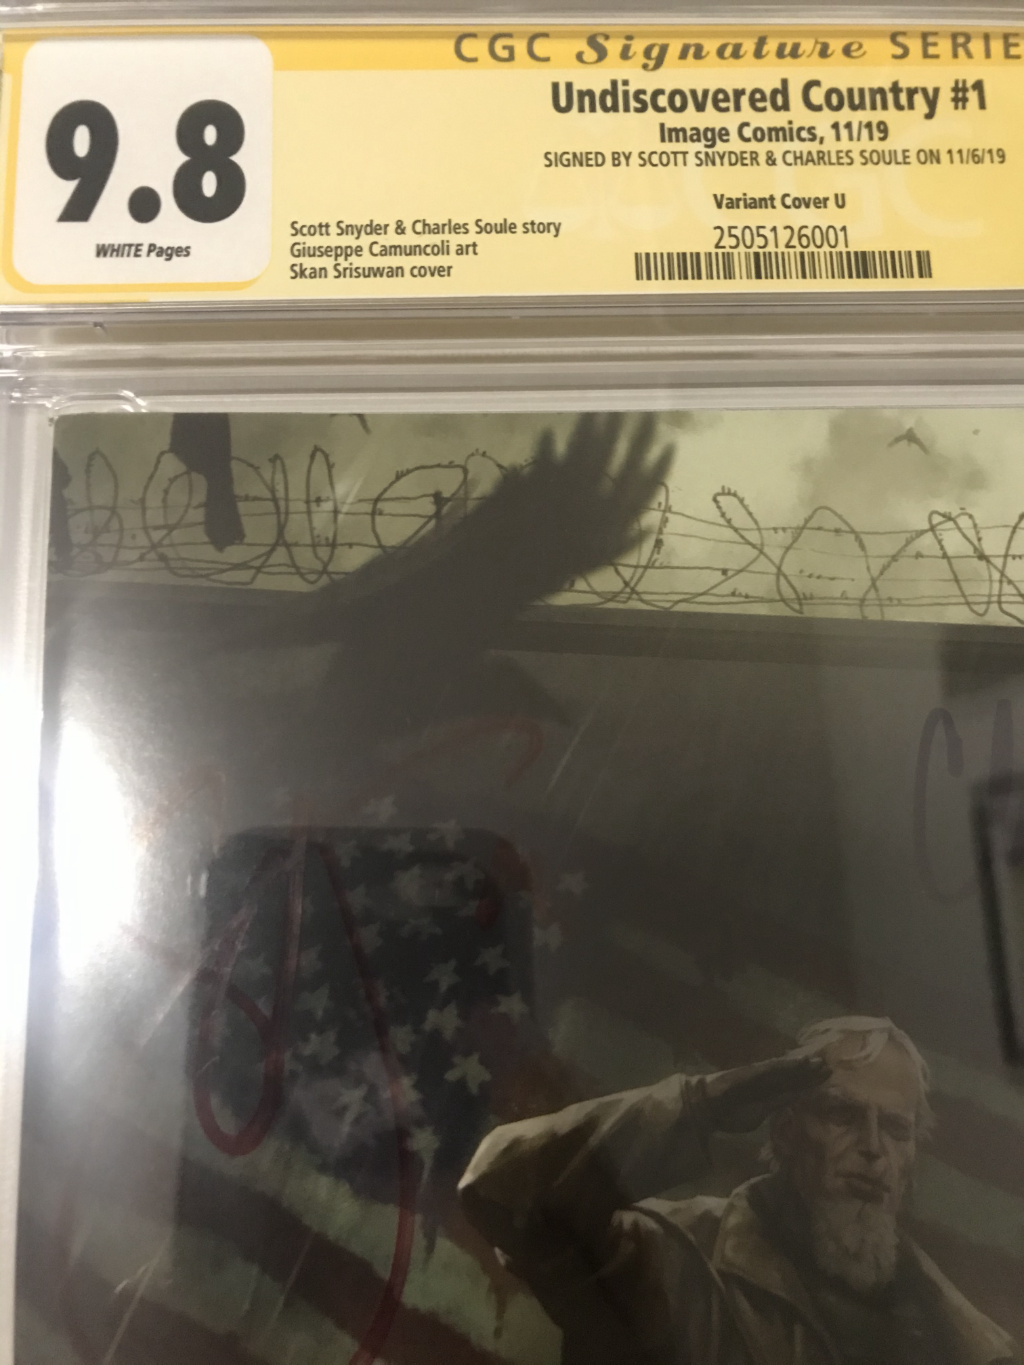 CGC Signature SERIE
9.8
WHITE Pages
Undiscovered Country #1
Image Comics, 11/19
SIGNED BY SCOTT SNYDER & CHARLES SOULE ON 11/6/19
Variant Cover U
2505126001
Scott Snyder & Charles Soule story
Giuseppe Camuncoli art
Skan Srisuwan cover